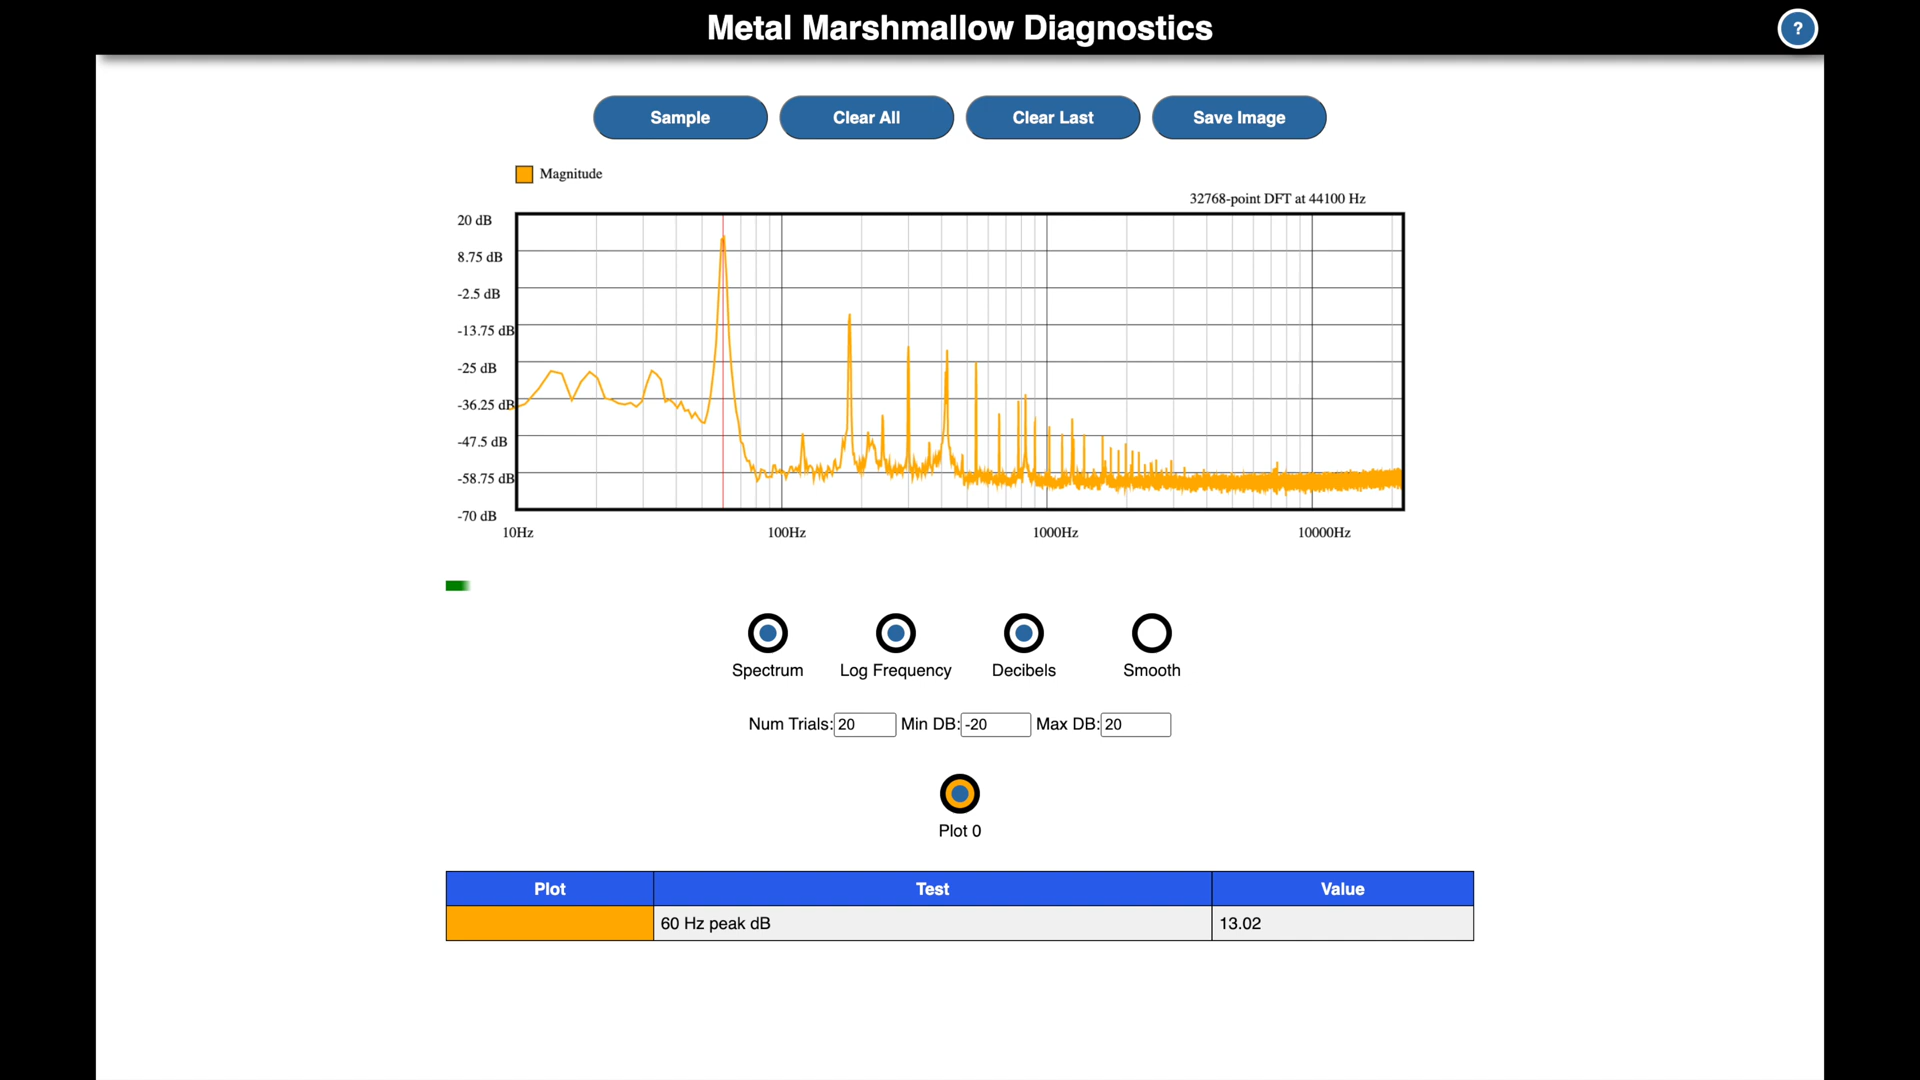 Metal Marshmallow Diagnostics
?
Sample Clear All Clear Last Save Image
Magnitude
32768-point DFT at 44100 Hz
20 dB
8.75 dB
-2.5 dB
-13.75 dB
-25 dB
-36.25 dB
-47.5 dB
-58.75 dB
-70 dB
10Hz 100Hz 1000Hz 10000Hz
Spectrum Log Frequency Decibels Smooth
Num Trials: 20 Min DB: -20 Max DB: 20
Plot 0
Plot Test Value
60 Hz peak dB 13.02